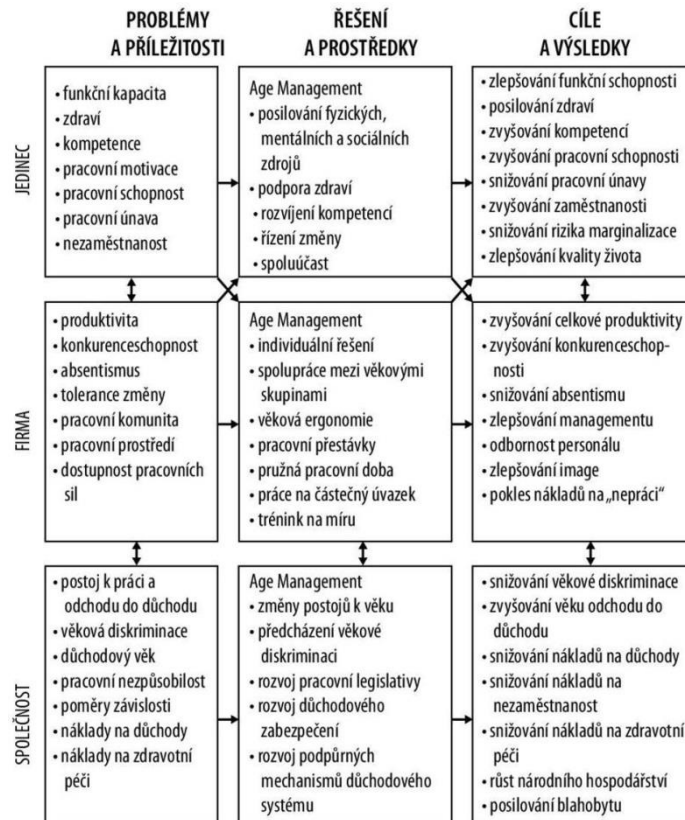 PROBLÉMY
A PŘÍLEŽITOSTI
ŘEŠENÍ
A PROSTŘEDKY
CÍLE
A VÝSLEDKY
JEDINEC
• funkční kapacita
• zdraví
• kompetence
• pracovní motivace
• pracovní schopnost
• pracovní únava
• nezaměstnanost
Age Management
• posilování fyzických,
mentálních a sociálních
zdrojů
• podpora zdraví
• rozvíjení kompetencí
• řízení změny
• spoluúčast
• zlepšování funkční schopnosti
• posilování zdraví
• zvyšování kompetencí
• zvyšování pracovní schopnosti
• snižování pracovní únavy
• zvyšování zaměstnanosti
• snižování rizika marginalizace
• zlepšování kvality života
FIRMA
• produktivita
• konkurenceschopnost
• absentismus
• tolerance změny
• pracovní komunita
• pracovní prostředí
• dostupnost pracovních
sil
Age Management
• individuální řešení
• spolupráce mezi věkovými
skupinami
• věková ergonomie
• pracovní přestávky
• pružná pracovní doba
• práce na částečný úvazek
• trénink na míru
• zvyšování celkové produktivity
• zvyšování konkurenceschop-
nosti
• snižování absentismu
• zlepšování managementu
• odbornost personálu
• zlepšování image
• pokles nákladů na „nepráci“
SPOLEČNOST
• postoj k práci a
odchodu do důchodu
• věková diskriminace
• důchodový věk
• pracovní nezpůsobilost
• poměry závislosti
• náklady na důchody
• náklady na zdravotní
péči
Age Management
• změny postojů k věku
• předcházení věkové
diskriminaci
• rozvoj pracovní legislativy
• rozvoj důchodového
zabezpečení
• rozvoj podpůrných
mechanismů důchodového
systému
• snižování věkové diskriminace
• zvyšování věku odchodu do
důchodu
• snižování nákladů na důchody
• snižování nákladů na
nezaměstnanost
• snižování nákladů na zdravotní
péči
• růst národního hospodářství
• posilování blahobytu